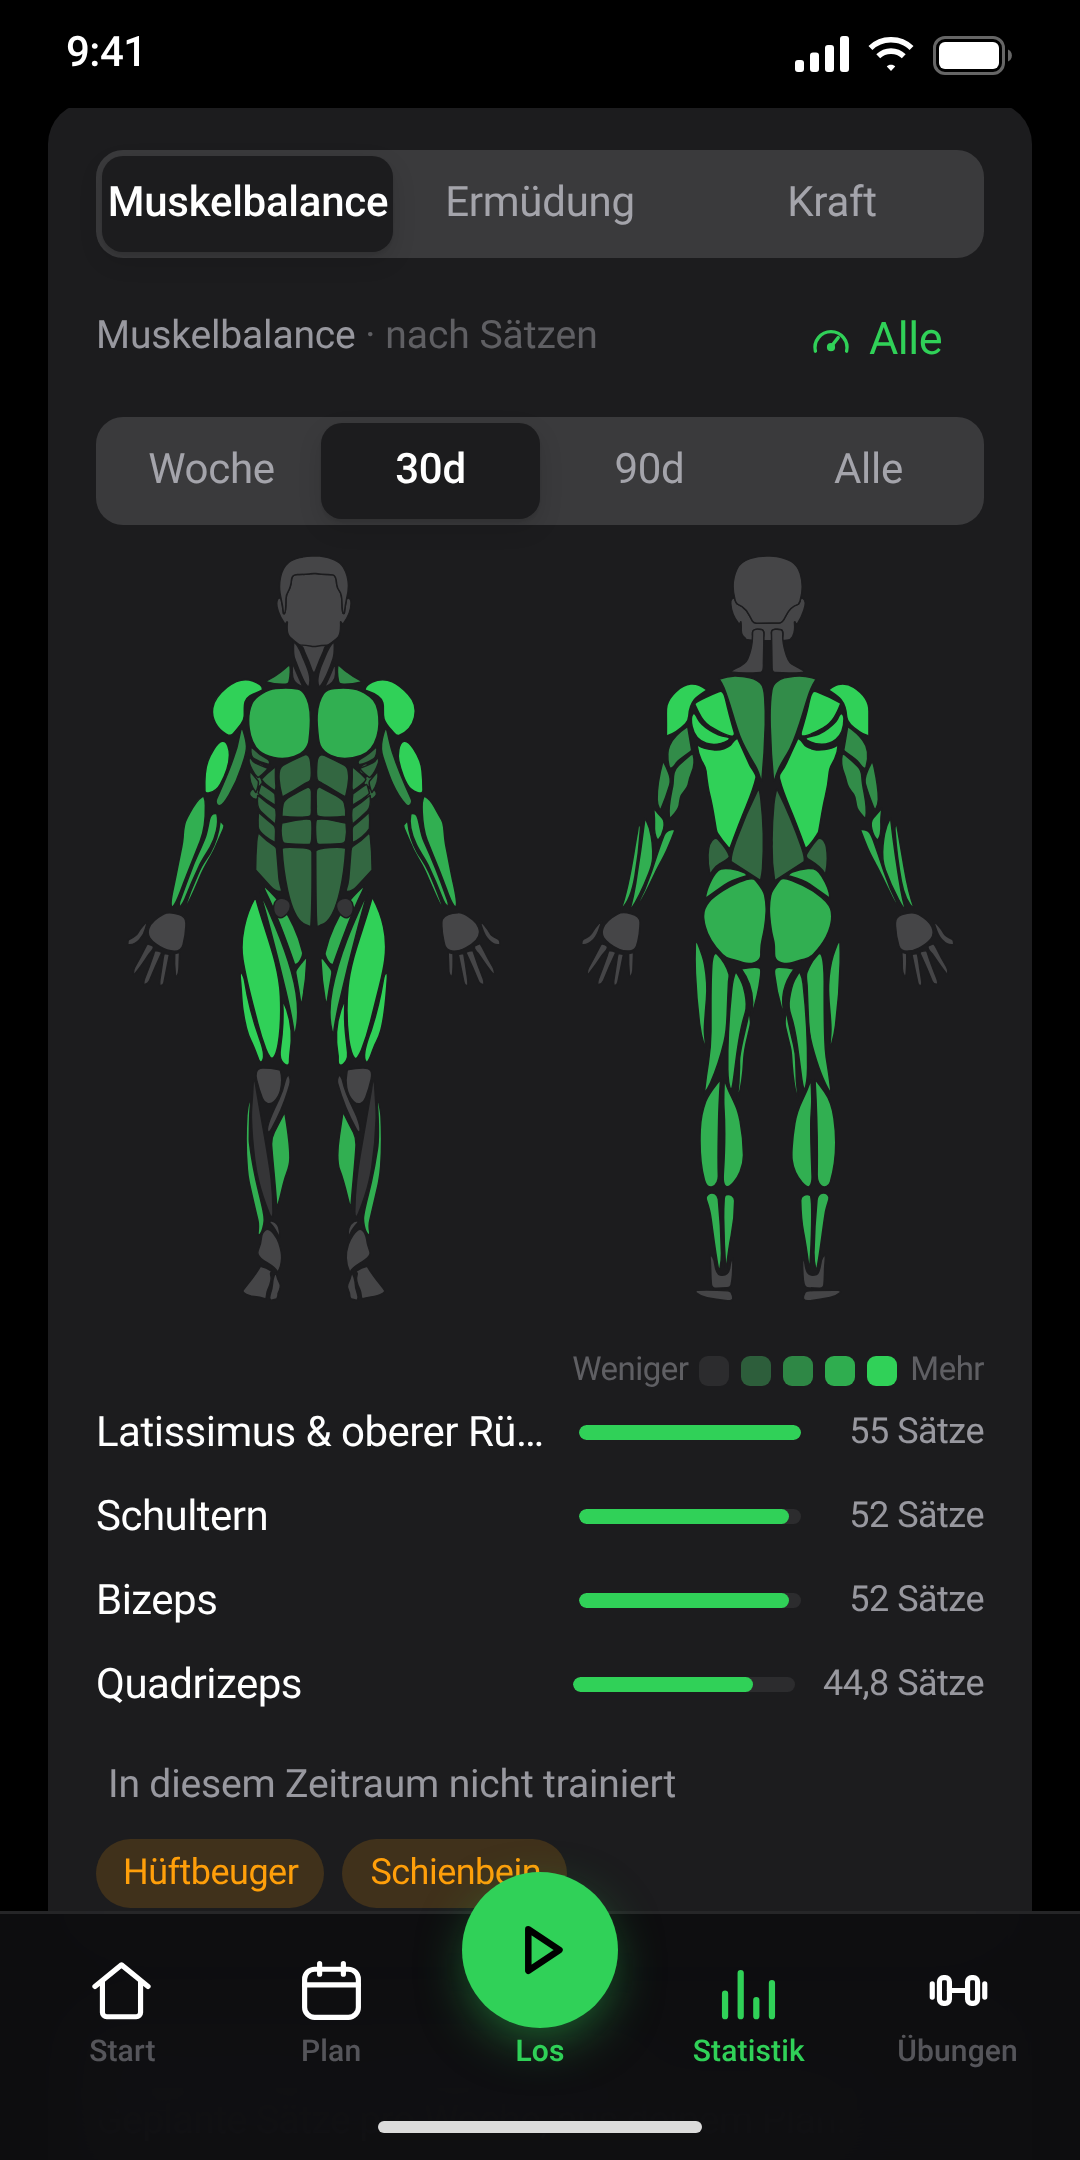 9:41
Muskelbalance Ermüdung Kraft
Muskelbalance · nach Sätzen Alle
Woche 30d 90d Alle
Weniger Mehr
Latissimus & oberer Rü... 55 Sätze
Schultern 52 Sätze
Bizeps 52 Sätze
Quadrizeps 44,8 Sätze
In diesem Zeitraum nicht trainiert
Hüftbeuger Schienbein
Start Plan Los Statistik Übungen